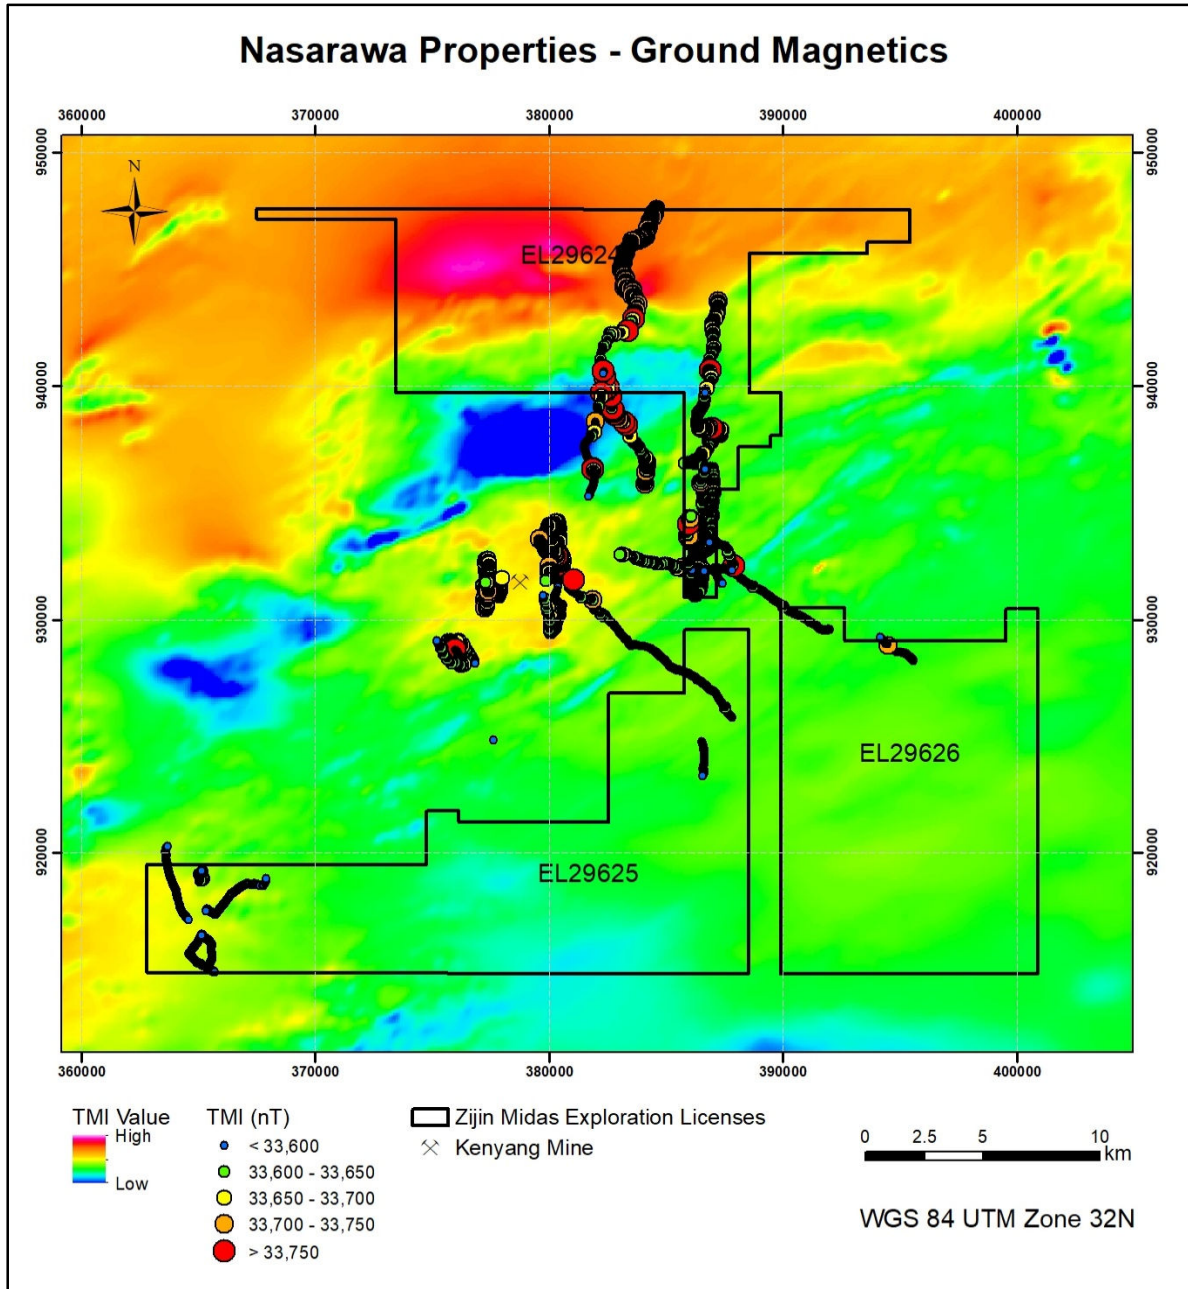 Nasarawa Properties - Ground Magnetics
360000 370000 380000 390000 400000
950000 950000
N
EL29624
940000 940000
930000 930000
EL29626
920000 920000
EL29625
360000 370000 380000 390000 400000
TMI Value
High
Low
TMI (nT)
< 33,600
33,600 - 33,650
33,650 - 33,700
33,700 - 33,750
> 33,750
Zijin Midas Exploration Licenses
Kenyang Mine
0 2.5 5 10
km
WGS 84 UTM Zone 32N